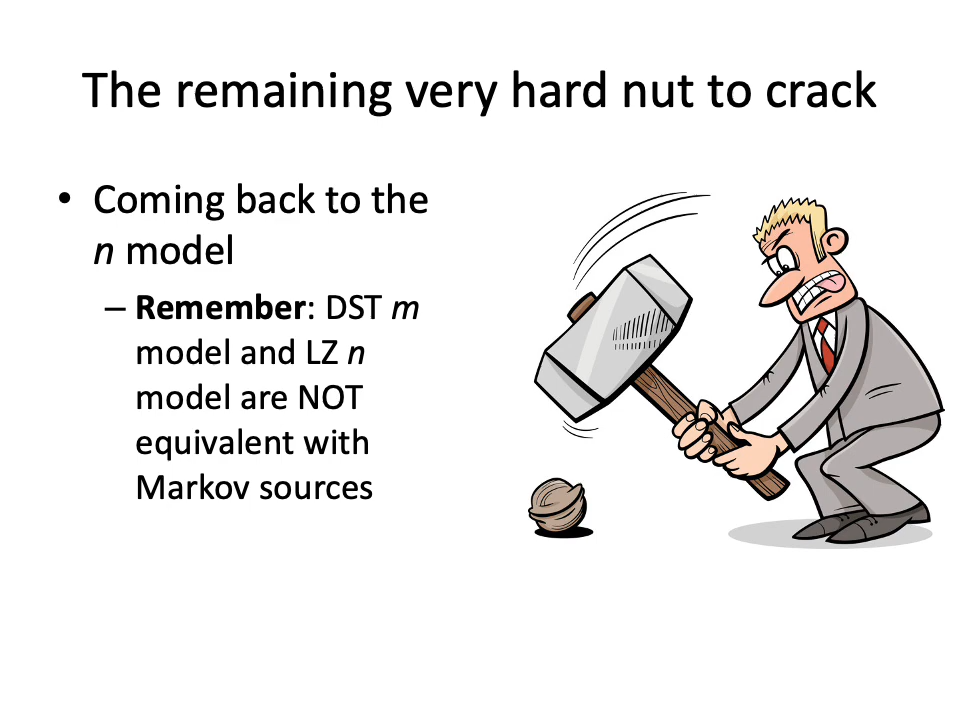 The remaining very hard nut to crack
• Coming back to the
n model
– Remember: DST m
model and LZ n
model are NOT
equivalent with
Markov sources